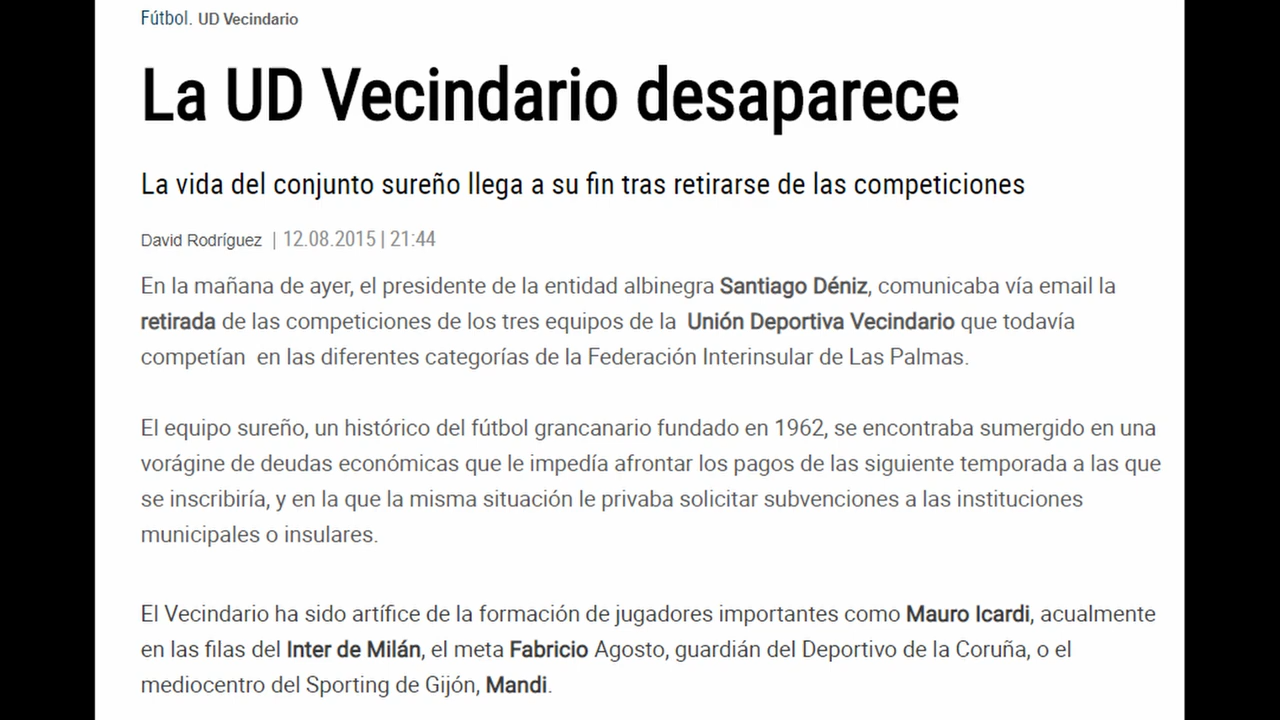 Fútbol. UD Vecindario
La UD Vecindario desaparece
La vida del conjunto sureño llega a su fin tras retirarse de las competiciones
David Rodríguez | 12.08.2015 | 21:44
En la mañana de ayer, el presidente de la entidad albinegra Santiago Déniz, comunicaba vía email la
retirada de las competiciones de los tres equipos de la Unión Deportiva Vecindario que todavía
competían en las diferentes categorías de la Federación Interinsular de Las Palmas.
El equipo sureño, un histórico del fútbol grancanario fundado en 1962, se encontraba sumergido en una
vorágine de deudas económicas que le impedía afrontar los pagos de las siguiente temporada a las que
se inscribiría, y en la que la misma situación le privaba solicitar subvenciones a las instituciones
municipales o insulares.
El Vecindario ha sido artífice de la formación de jugadores importantes como Mauro Icardi, acualmente
en las filas del Inter de Milán, el meta Fabricio Agosto, guardián del Deportivo de la Coruña, o el
mediocentro del Sporting de Gijón, Mandi.